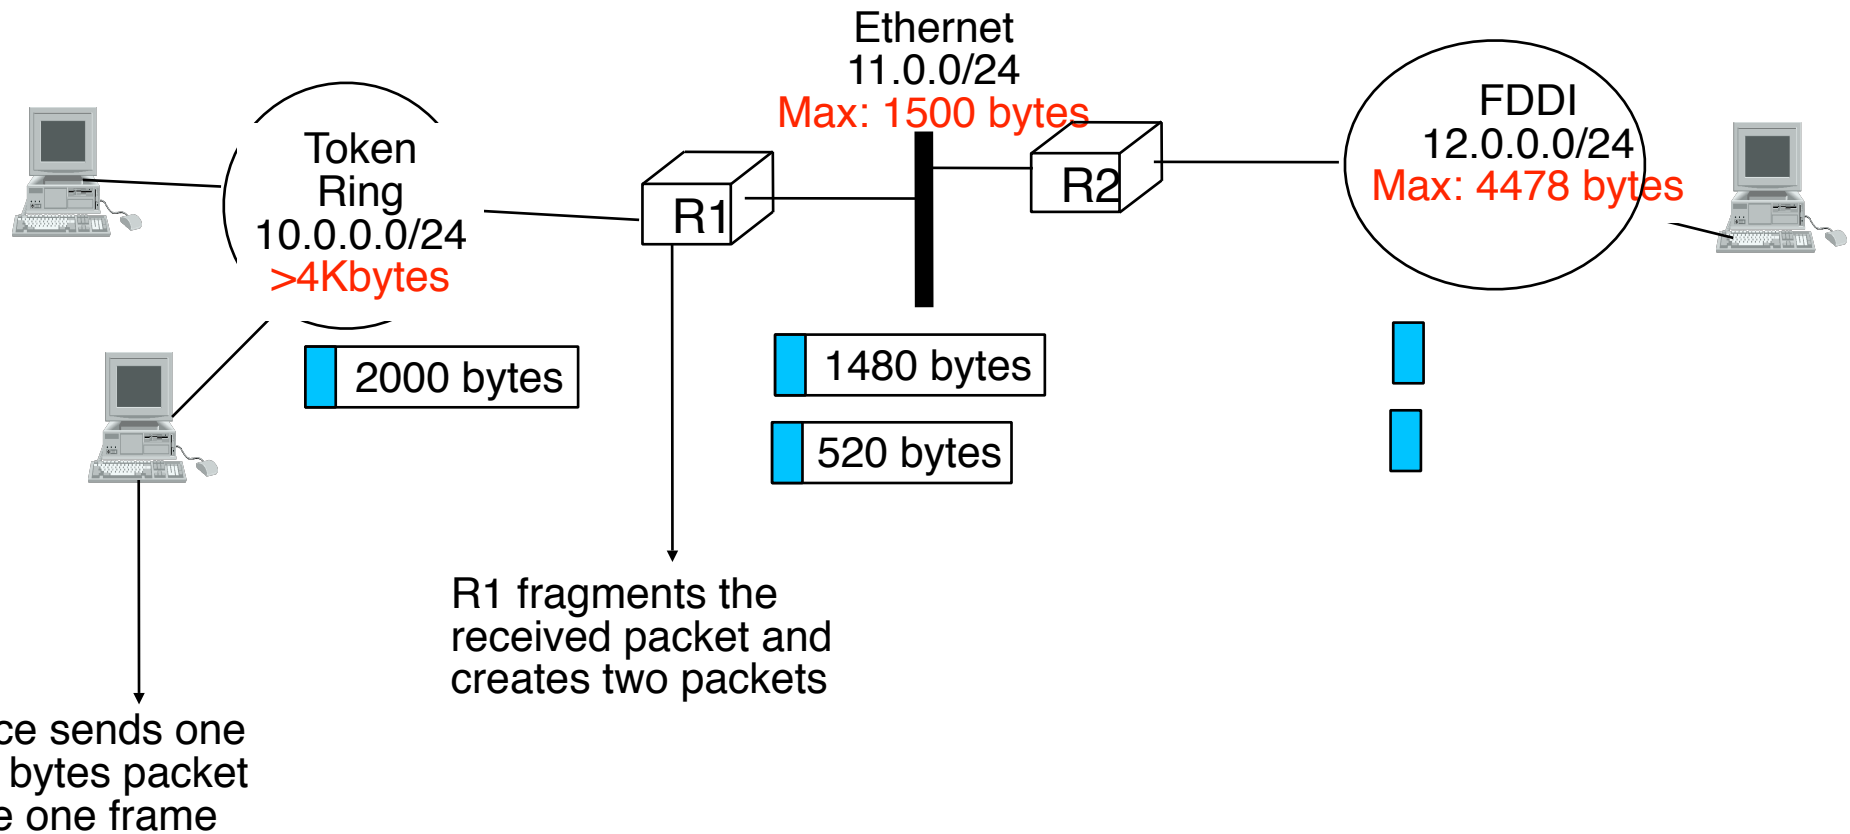 Ethernet
11.0.0/24
Max: 1500 bytes
Token
Ring
10.0.0.0/24
>4Kbytes
R1
R2
FDDI
12.0.0.0/24
Max: 4478 bytes
2000 bytes
1480 bytes
520 bytes
R1 fragments the
received packet and
creates two packets
ce sends one
bytes packet
e one frame